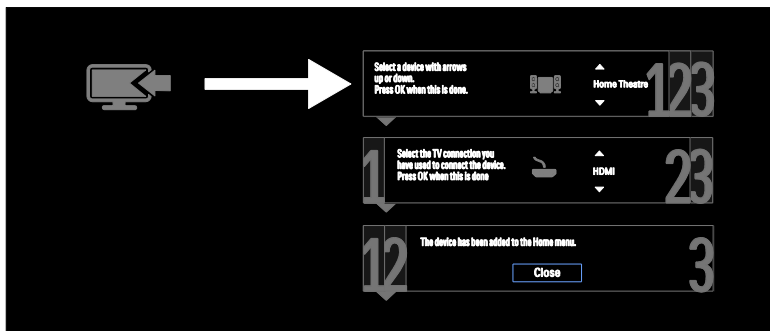 Select a device with arrows
up or down.
Press OK when this is done.
Home Theatre
123
Select the TV connection you
have used to connect the device.
Press OK when this is done
HDMI
1
23
The device has been added to the Home menu.
Close
12
3